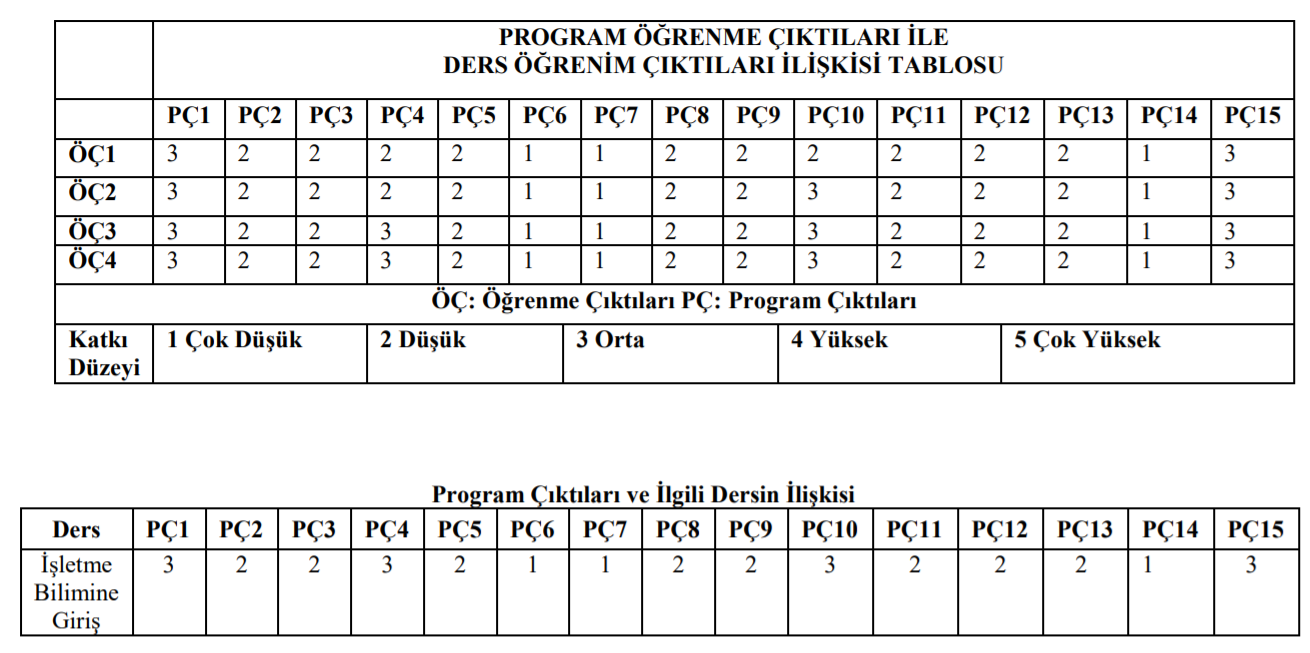 PROGRAM ÖĞRENME ÇIKTILARI İLE
DERS ÖĞRENİM ÇIKTILARI İLİŞKİSİ TABLOSU
PÇ1 PÇ2 PÇ3 PÇ4 PÇ5 PÇ6 PÇ7 PÇ8 PÇ9 PÇ10 PÇ11 PÇ12 PÇ13 PÇ14 PÇ15
ÖÇ1 3 2 2 2 2 1 1 2 2 2 2 2 2 1 3
ÖÇ2 3 2 2 2 2 1 1 2 2 3 2 2 2 1 3
ÖÇ3 3 2 2 3 2 1 1 2 2 3 2 2 2 1 3
ÖÇ4 3 2 2 3 2 1 1 2 2 3 2 2 2 1 3
ÖÇ: Öğrenme Çıktıları PÇ: Program Çıktıları
Katkı 1 Çok Düşük 2 Düşük 3 Orta 4 Yüksek 5 Çok Yüksek
Düzeyi
Program Çıktıları ve İlgili Dersin İlişkisi
Ders PÇ1 PÇ2 PÇ3 PÇ4 PÇ5 PÇ6 PÇ7 PÇ8 PÇ9 PÇ10 PÇ11 PÇ12 PÇ13 PÇ14 PÇ15
İşletme 3 2 2 3 2 1 1 2 2 3 2 2 2 1 3
Bilimine
Giriş